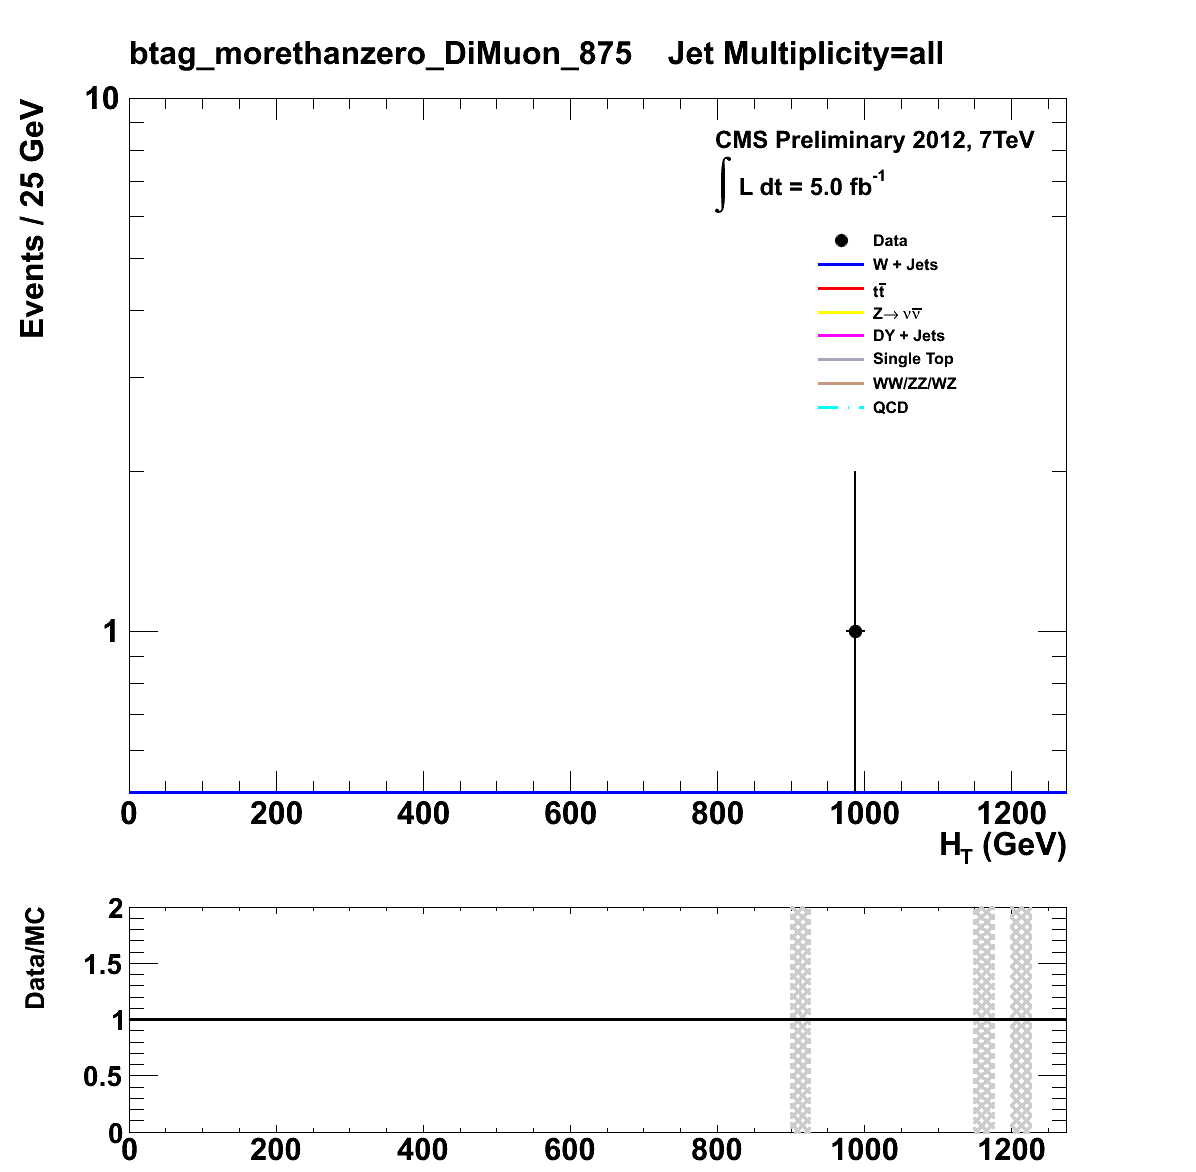 btag_morethanzero_DiMuon_875 Jet Multiplicity=all
Events / 25 GeV
10
1
CMS Preliminary 2012, 7TeV
∫ L dt = 5.0 fb⁻¹
Data
W + Jets
tt̅
Z→ νν̅
DY + Jets
Single Top
WW/ZZ/WZ
QCD
0 200 400 600 800 1000 1200
H_T (GeV)
Data/MC
2
1.5
1
0.5
0
0 200 400 600 800 1000 1200